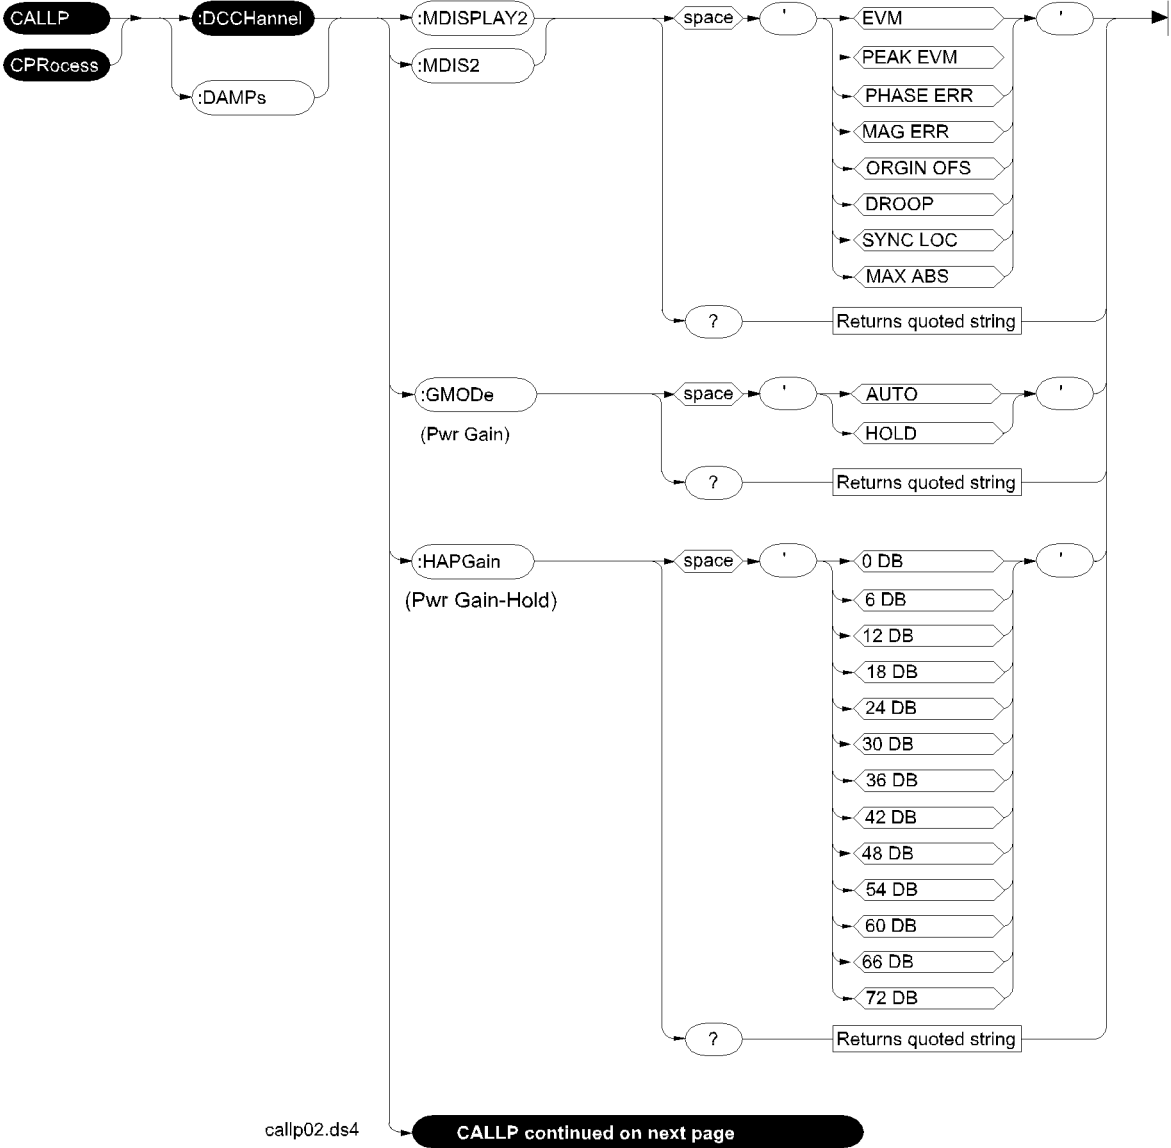 CALLP :DCCHannel :MDISPLAY2 space ' EVM '
CPRocess :MDIS2 PEAK EVM
:DAMPs PHASE ERR
MAG ERR
ORGIN OFS
DROOP
SYNC LOC
MAX ABS
? Returns quoted string
:GMODe space ' AUTO '
(Pwr Gain) HOLD
? Returns quoted string
:HAPGain space ' 0 DB '
(Pwr Gain-Hold) 6 DB
12 DB
18 DB
24 DB
30 DB
36 DB
42 DB
48 DB
54 DB
60 DB
66 DB
72 DB
? Returns quoted string
callp02.ds4 CALLP continued on next page